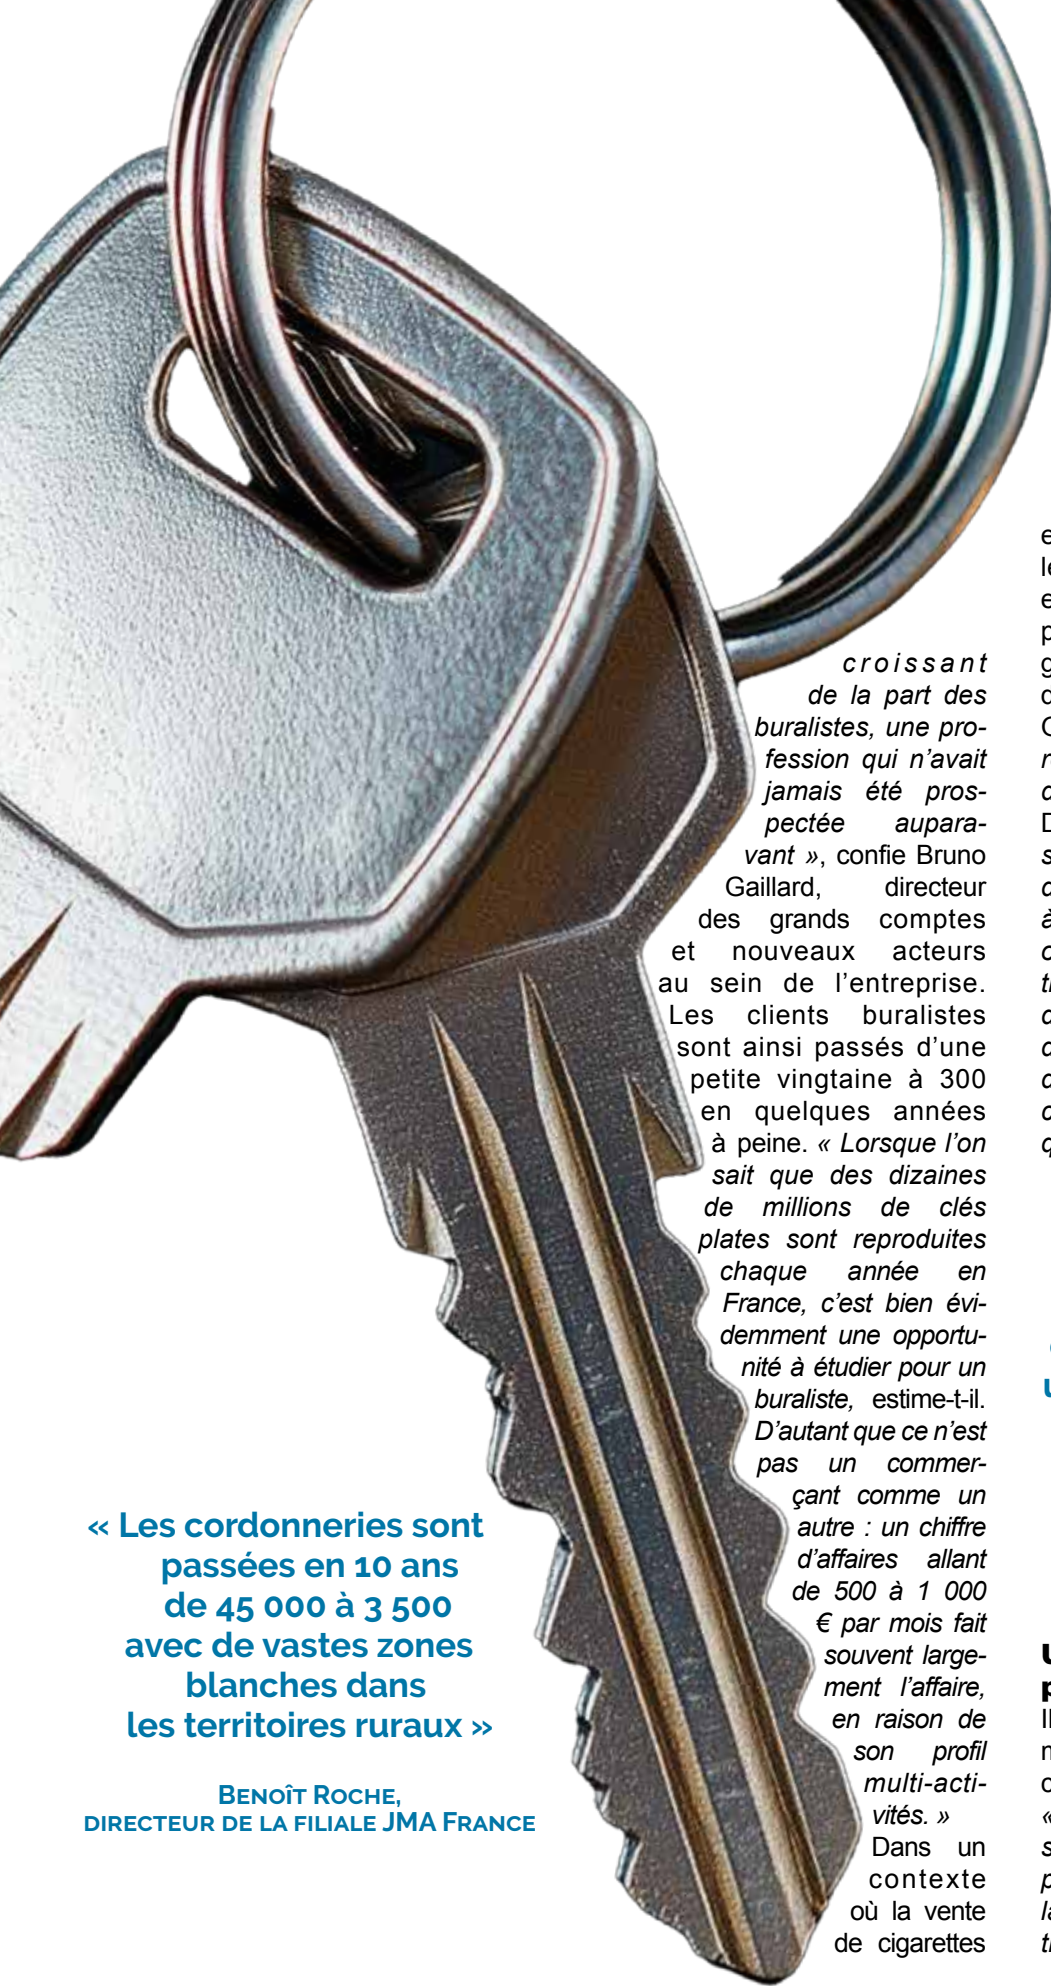 croissant
de la part des
buralistes, une pro-
fession qui n’avait
jamais été pros-
pectée aupara-
vant », confie Bruno
Gaillard, directeur
des grands comptes
et nouveaux acteurs
au sein de l’entreprise.
Les clients buralistes
sont ainsi passés d’une
petite vingtaine à 300
en quelques années
à peine. « Lorsque l’on
sait que des dizaines
de millions de clés
plates sont reproduites
chaque année en
France, c’est bien évi-
demment une opportu-
nité à étudier pour un
buraliste, estime-t-il.
D’autant que ce n’est
pas un commer-
çant comme un
autre : un chiffre
d’affaires allant
de 500 à 1 000
€ par mois fait
souvent large-
ment l’affaire,
en raison de
son profil
multi-acti-
vités. »
Dans un
contexte
où la vente
de cigarettes
« Les cordonneries sont
passées en 10 ans
de 45 000 à 3 500
avec de vastes zones
blanches dans
les territoires ruraux »
Benoît Roche,
directeur de la filiale JMA France